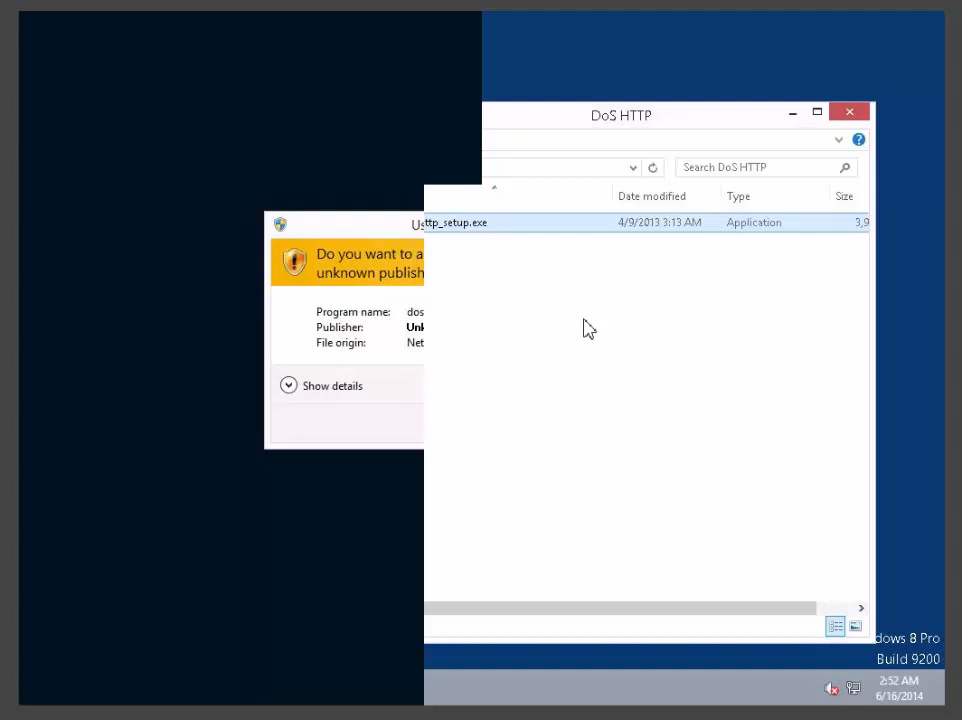 DoS HTTP
Search DoS HTTP
Date modified Type Size
ttp_setup.exe 4/9/2013 3:13 AM Application 3,9
Us
Do you want to a
unknown publish
Program name: dos
Publisher: Unk
File origin: Net
Show details
dows 8 Pro
Build 9200
2:52 AM
6/16/2014